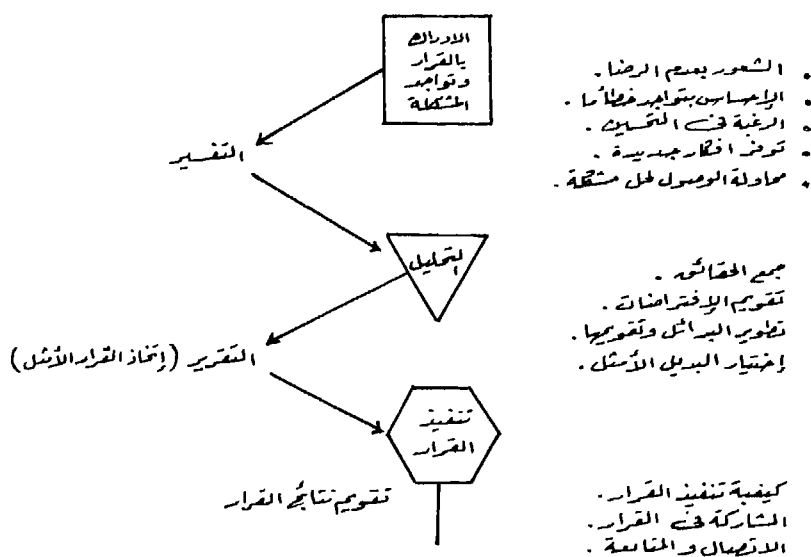 الادراك
بالقرار
وتواجد
المشكلة
. الشعور بعدم الرضا .
. الإحساس بتواجد خطأ ما .
. الرغبة في التحسين .
. توفر افكار جديدة .
. محاولة الوصول لحل مشكلة .
التفسير
التحليل
جمع الحقائق .
تقويم الإفتراضات .
تطوير البدائل وتقويمها .
إختيار البديل الأمثل .
التقرير (إتخاذ القرار الأمثل)
تنفيذ
القرار
تقويم نتائج القرار
كيفية تنفيذ القرار .
المشاركة في القرار .
الاتصال والمتابعة .